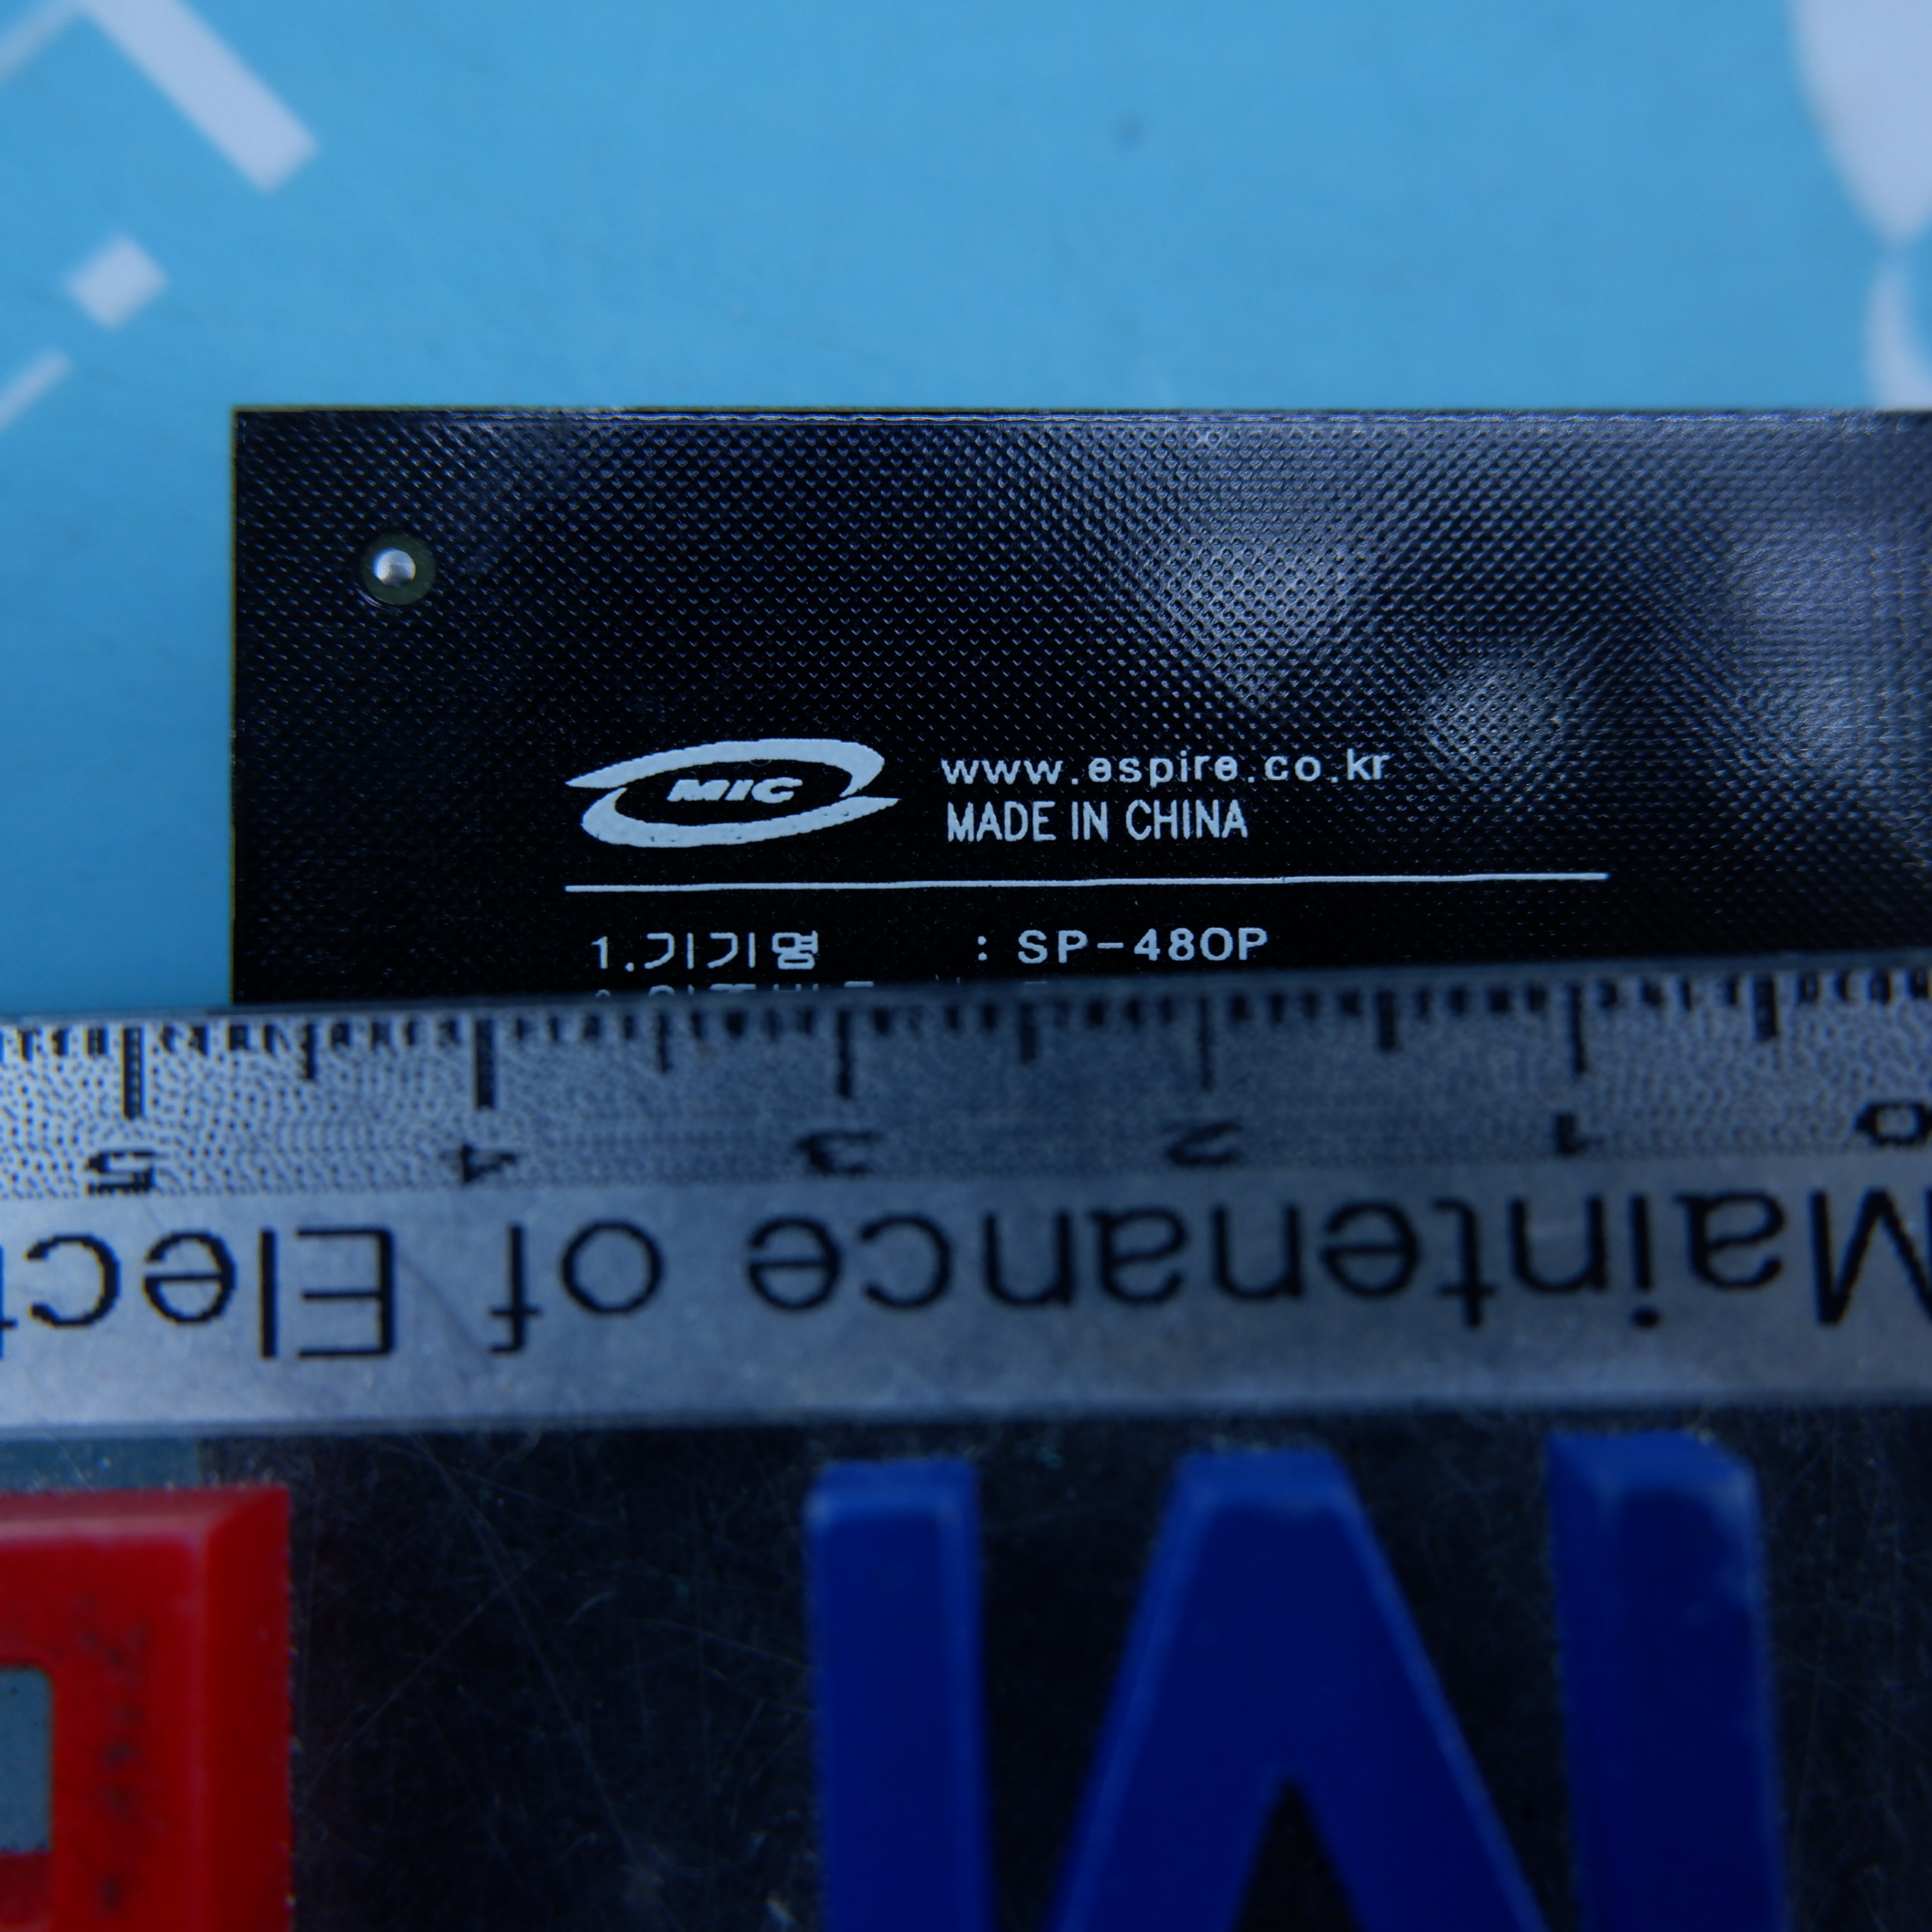 MIC
www.espire.co.kr
MADE IN CHINA
1.기기명 : SP-480P
5 4 3 2 1 0
Maintenance of Elect